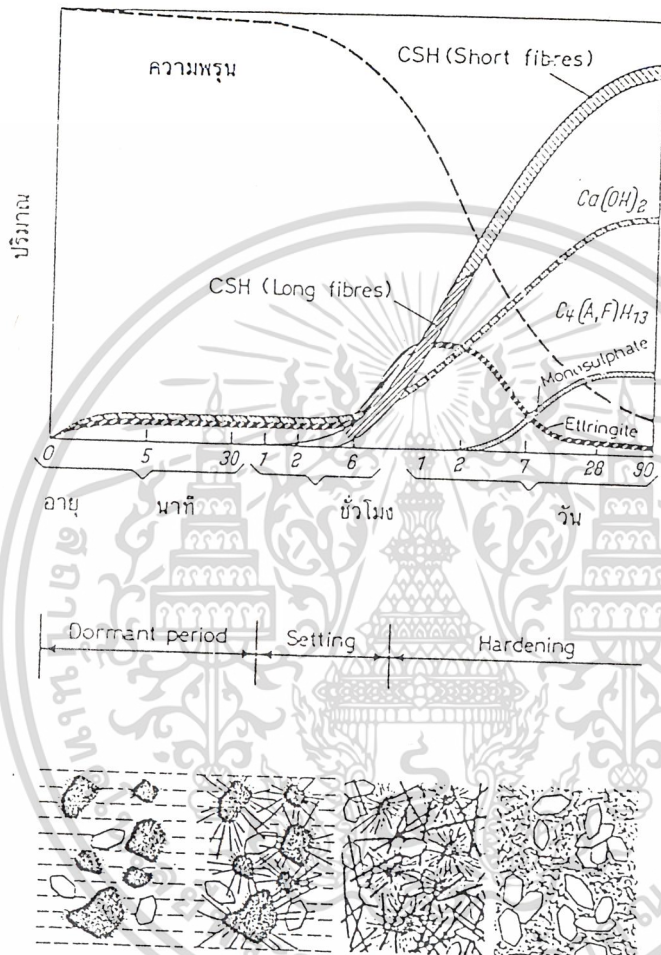 CSH (Short fibres)
ความพรุน
ปริมาณ
Ca(OH)2
CSH (Long fibres)
C4(A,F)H13
Monosulphate
Ettringite
0 5 30 1 2 6 1 2 7 28 90
อายุ นาที ชั่วโมง วัน
Dormant period Setting Hardening